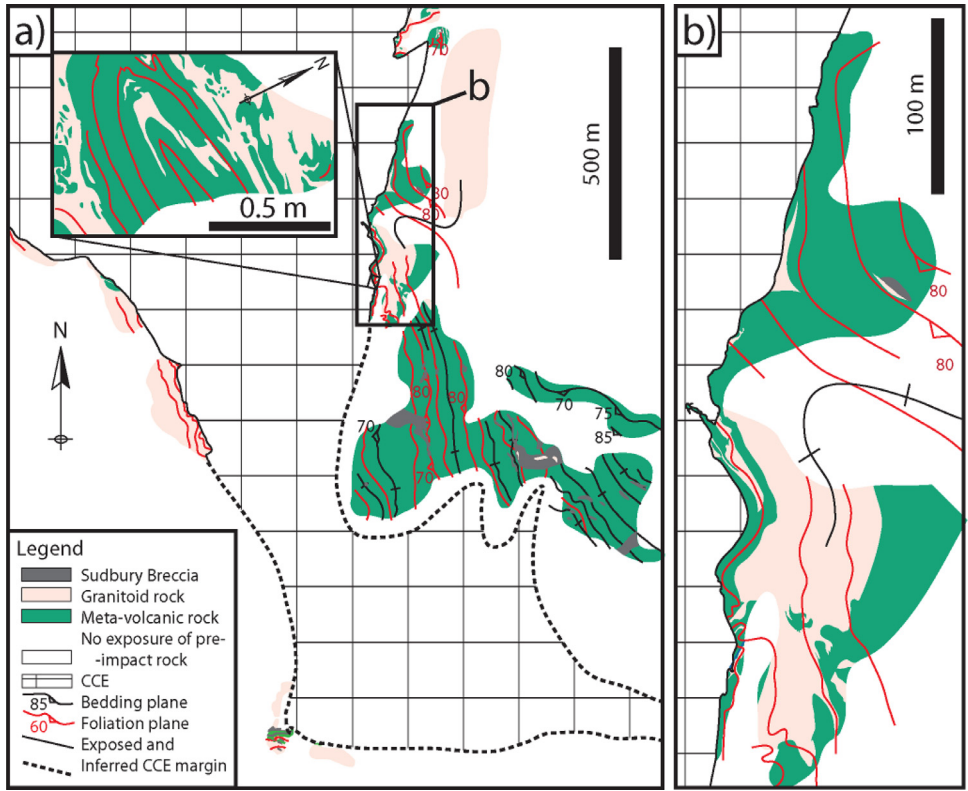 a)
70
b
N
0.5 m
500 m
80
80
N
80
80
80
70
75
70
85
70
Legend
Sudbury Breccia
Granitoid rock
Meta-volcanic rock
No exposure of pre-
-impact rock
CCE
85 Bedding plane
60 Foliation plane
Exposed and
Inferred CCE margin
b)
100 m
80
80